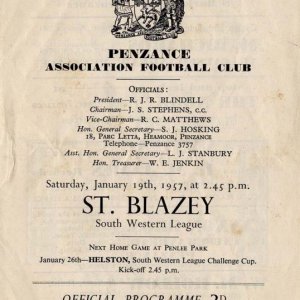 PENZANCE
ASSOCIATION FOOTBALL CLUB
OFFICIALS:
President—R. J. R. BLINDELL
Chairman—J. S. STEPHENS, C.C.
Vice-Chairman—R. C. MATTHEWS
Hon. General Secretary—S. J. HOSKING
18, PARC LETTA, HEAMOOR, PENZANCE
Telephone—Penzance 3757
Asst. Hon. General Secretary—L. J. STANBURY
Hon. Treasurer—W. E. JENKIN
Saturday, January 19th, 1957, at 2.45 p.m.
ST. BLAZEY
South Western League
NEXT HOME GAME AT PENLEE PARK
January 26th—HELSTON, South Western League Challenge Cup.
Kick-off 2.45 p.m.
OFFICIAL PROGRAMME 2D